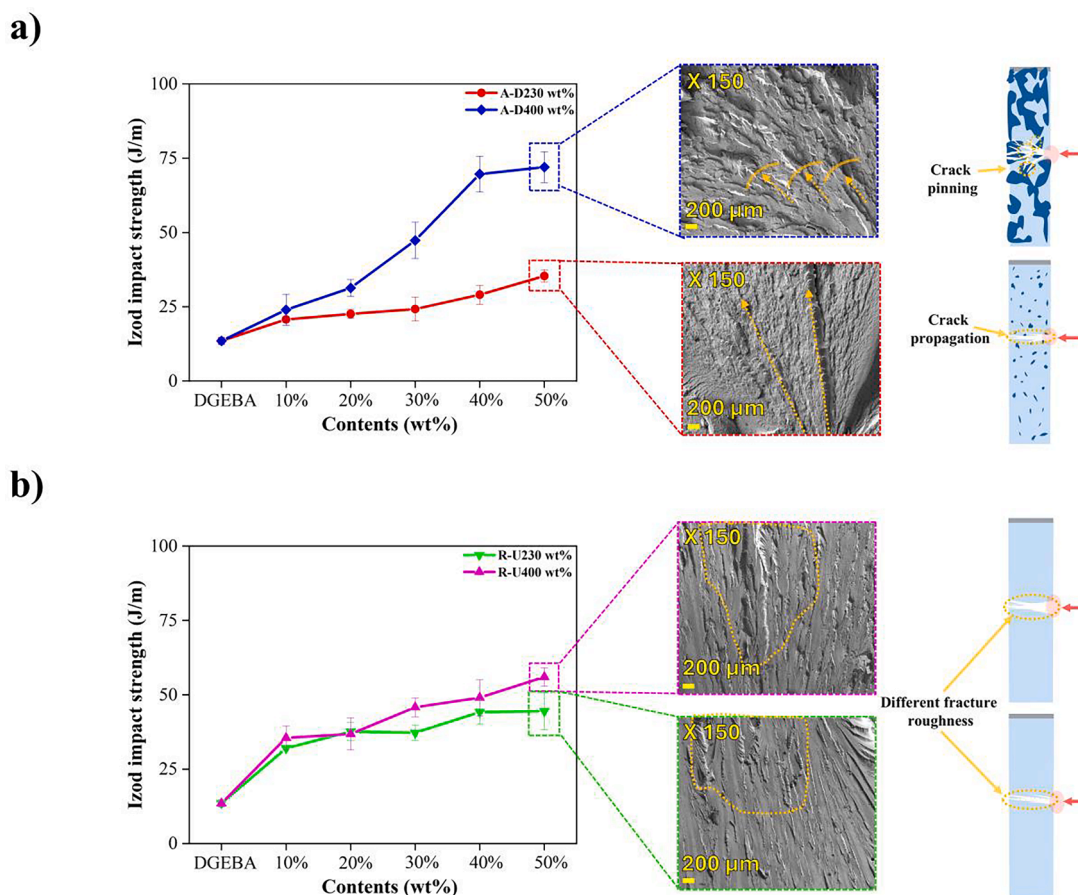 a)
Izod impact strength (J/m)
100
75
50
25
0
A-D230 wt%
A-D400 wt%
DGEBA 10% 20% 30% 40% 50%
Contents (wt%)
X 150
200 µm
X 150
200 µm
Crack
pinning
Crack
propagation
b)
Izod impact strength (J/m)
100
75
50
25
0
R-U230 wt%
R-U400 wt%
DGEBA 10% 20% 30% 40% 50%
Contents (wt%)
X 150
200 µm
X 150
200 µm
Different fracture
roughness